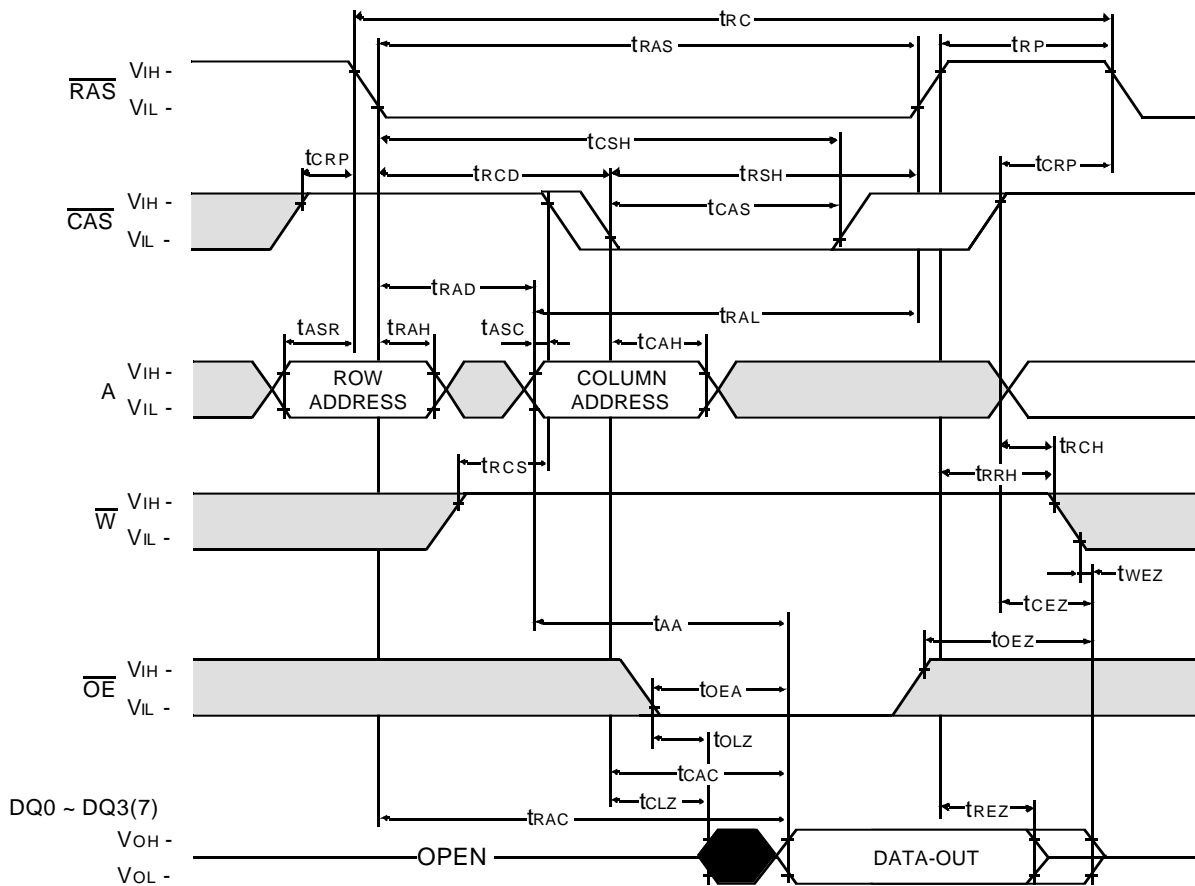 tRC
tRAS
tRP
RAS
VIH -
VIL -
tCSH
tCRP
tRCD
tRSH
tCRP
CAS
VIH -
VIL -
tCAS
tRAD
tRAL
tASR
tRAH
tASC
tCAH
A
VIH -
VIL -
ROW
ADDRESS
COLUMN
ADDRESS
tRCS
tRCH
tRRH
W
VIH -
VIL -
tWEZ
tCEZ
tAA
tOEZ
OE
VIH -
VIL -
tOEA
tOLZ
tCAC
tCLZ
tREZ
tRAC
DQ0 ~ DQ3(7)
VOH -
VOL -
OPEN
DATA-OUT